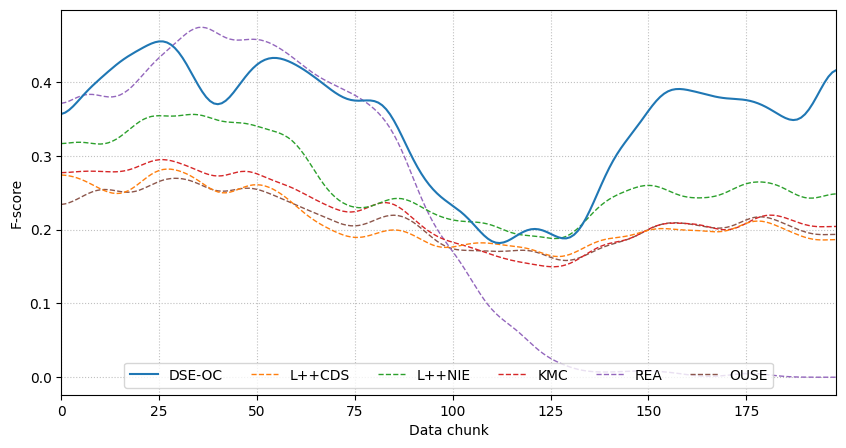 F-score
0.4
0.3
0.2
0.1
0.0
DSE-OC L++CDS L++NIE KMC REA OUSE
0 25 50 75 100 125 150 175
Data chunk